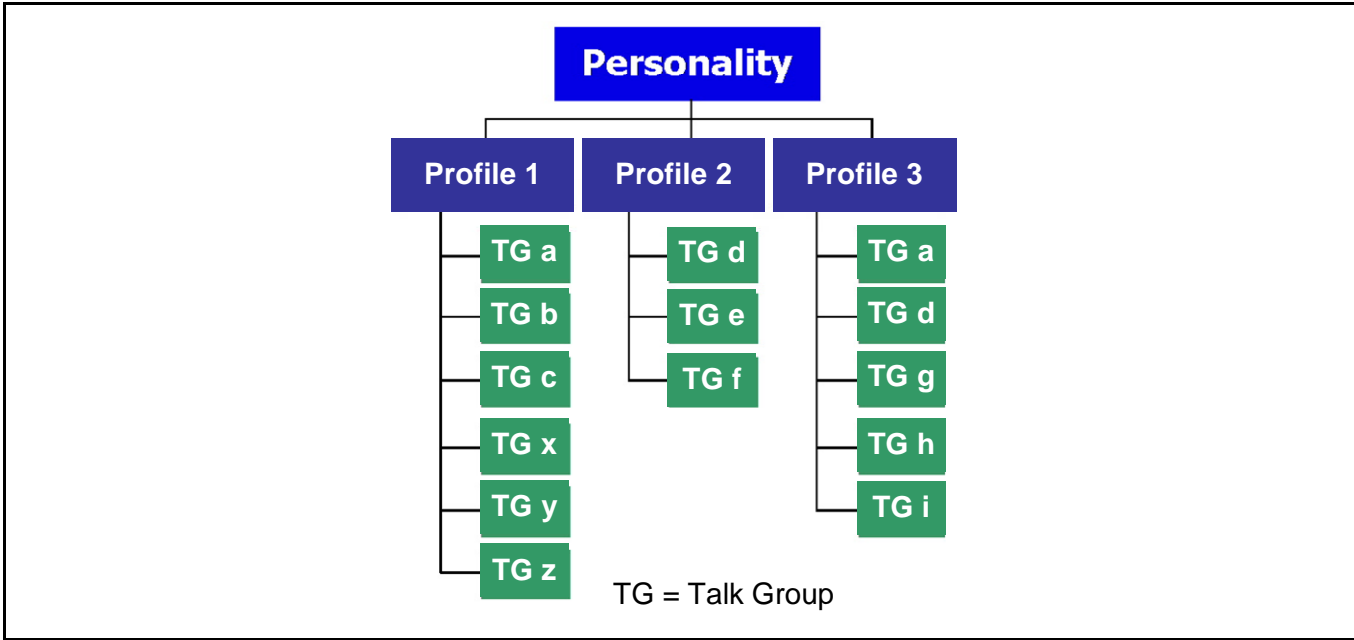 Personality
Profile 1
Profile 2
Profile 3
TG a
TG b
TG c
TG x
TG y
TG z
TG d
TG e
TG f
TG a
TG d
TG g
TG h
TG i
TG = Talk Group